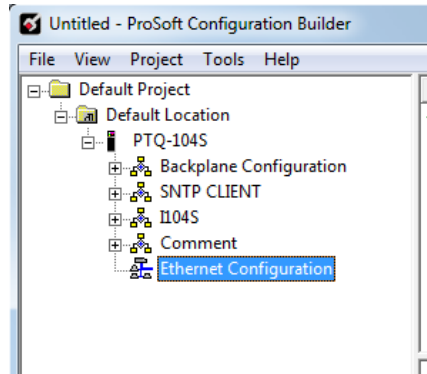 Untitled - ProSoft Configuration Builder
File View Project Tools Help
Default Project
Default Location
PTQ-104S
Backplane Configuration
SNTP CLIENT
I104S
Comment
Ethernet Configuration